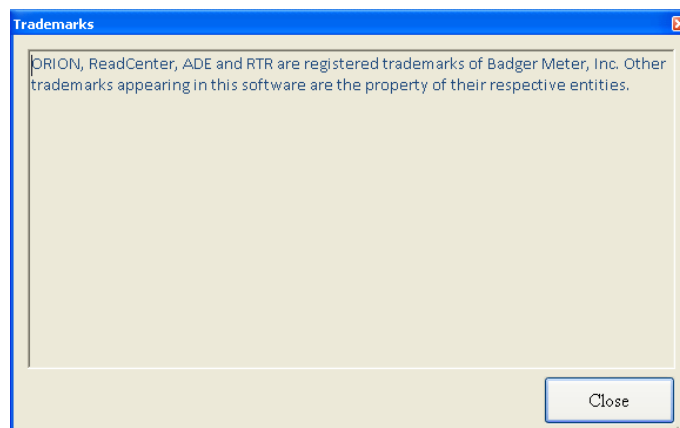 Trademarks
ORION, ReadCenter, ADE and RTR are registered trademarks of Badger Meter, Inc. Other
trademarks appearing in this software are the property of their respective entities.
Close